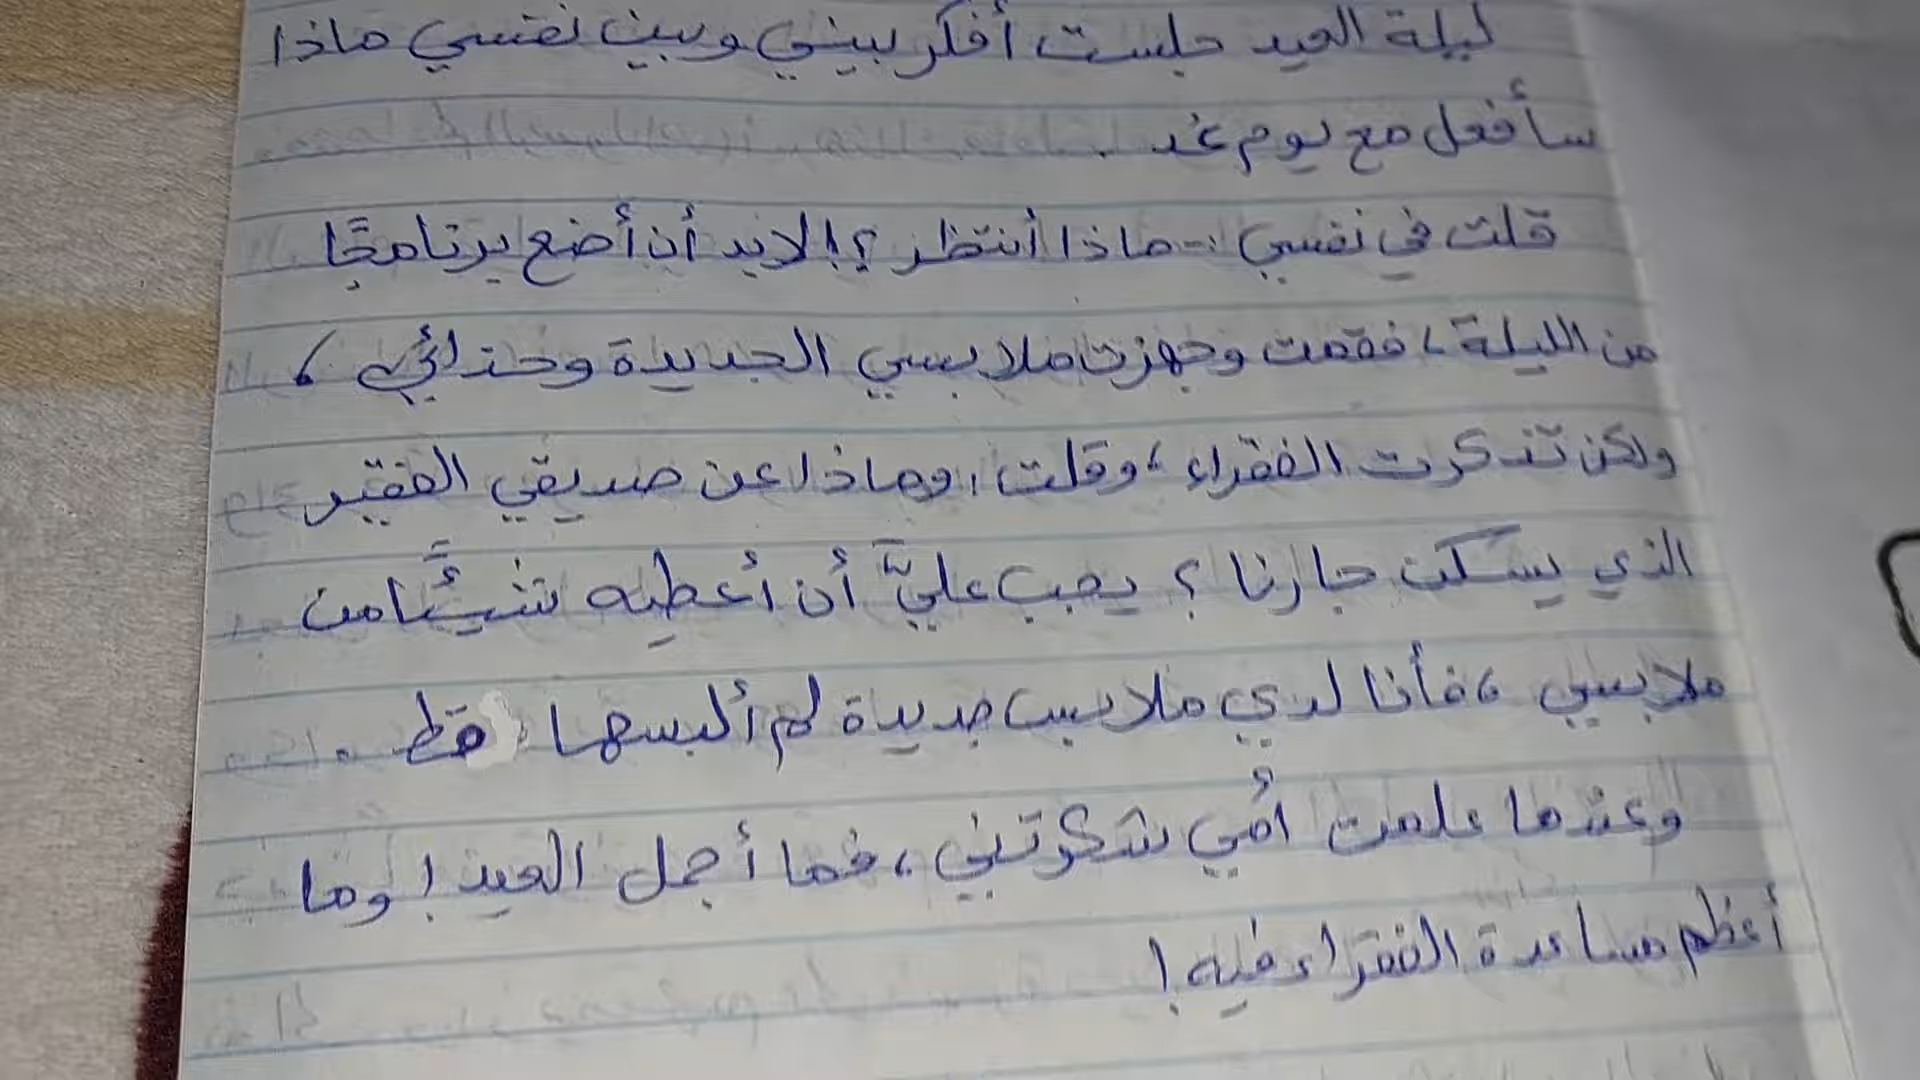 ليلة العيد جلست أفكر بيني وبين نفسي ماذا
سأفعل مع يوم غد .
قلت في نفسي :- ماذا أنتظر ؟! لابد أن أضع برنامجًا
من الليلة ، فقمت وجهزت ملابسي الجديدة وحذائي ،
ولكن تذكرت الفقراء ، وقلت ، وماذا عن صديقي الفقير
الذي يسكن جارنا ؟ يجب عليّ أن أعطيه شيئًا من
ملابسي ، فأنا لدي ملابس جديدة لم ألبسها قط .
وعندما علمت أمي شكرتني ، فما أجمل العيد ! وما
أعظم مساعدة الفقراء فيه !